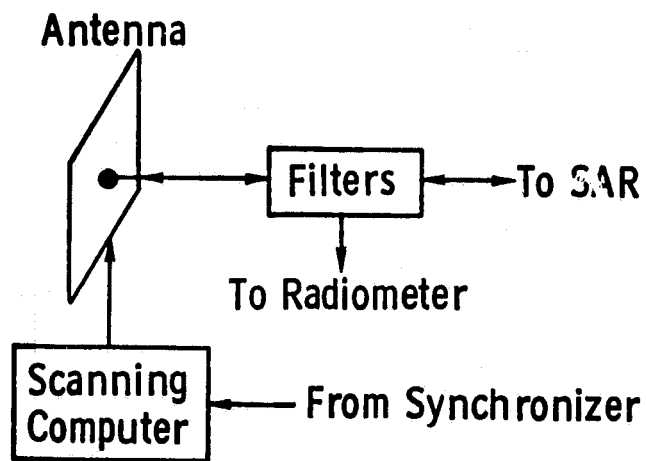 Antenna
Filters
To SAR
To Radiometer
Scanning
Computer
From Synchronizer